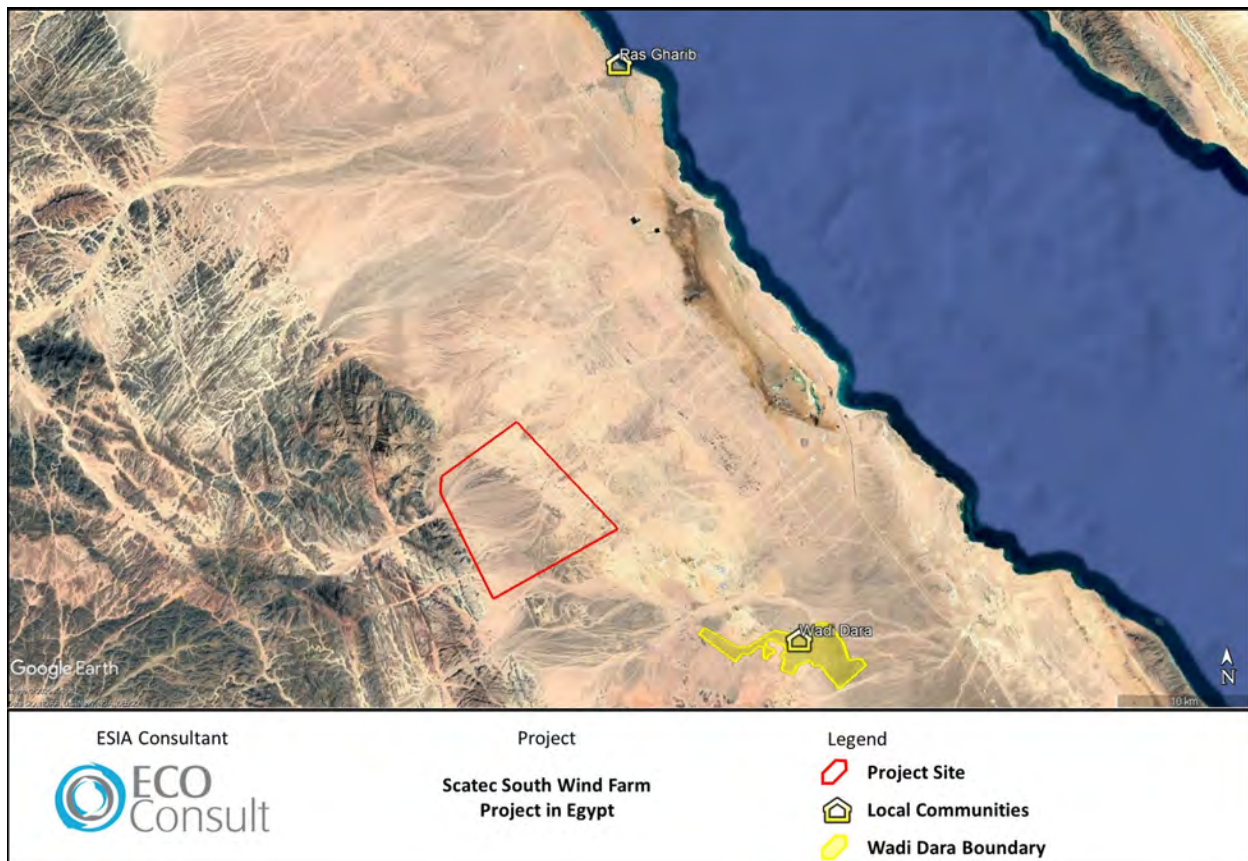 Ras Gharib
Wadi Dara
Google Earth
N
10 km
ESIA Consultant
ECO
Consult
Project
Scatec South Wind Farm
Project in Egypt
Legend
Project Site
Local Communities
Wadi Dara Boundary